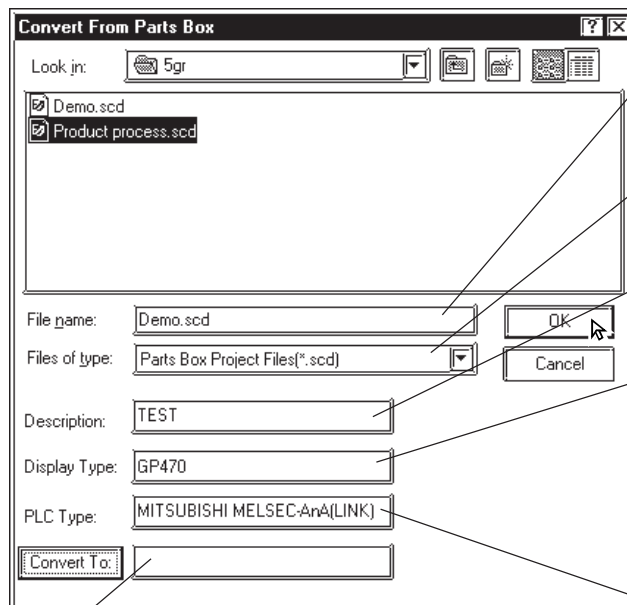 Convert From Parts Box
Look in: 5gr
Demo.scd
Product process.scd
File name: Demo.scd OK
Files of type: Parts Box Project Files(*.scd) Cancel
Description: TEST
Display Type: GP470
PLC Type: MITSUBISHI MELSEC-AnA(LINK)
Convert To: